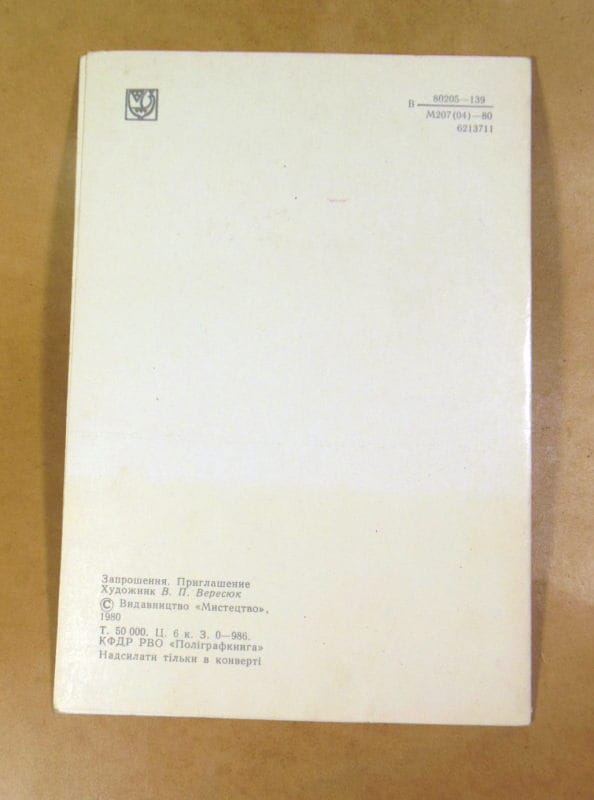 В 80205—139
М207(04)—80
6213711
Запрошення. Приглашение
Художник В. П. Вересюк
© Видавництво «Мистецтво»,
1980
Т. 50 000. Ц. 6 к. З. 0—986.
КФДР РВО «Поліграфкнига»
Надсилати тільки в конверті